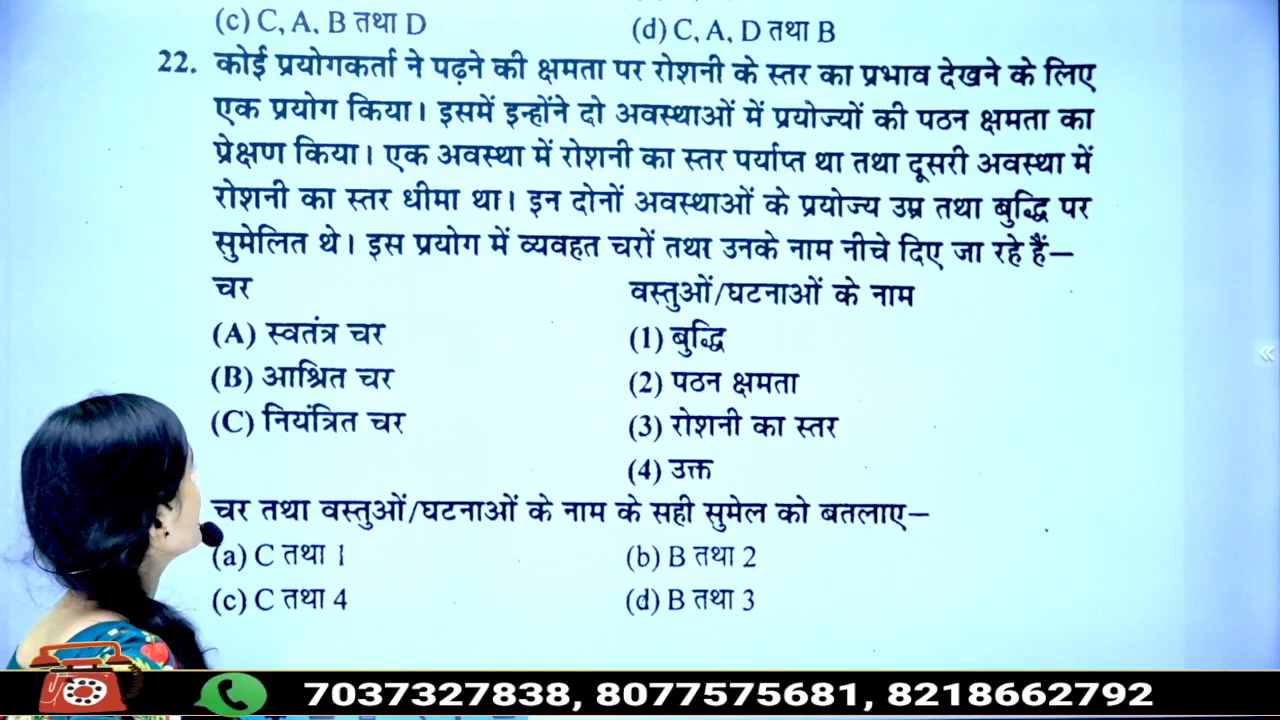 (c) C, A, B तथा D (d) C, A, D तथा B
22. कोई प्रयोगकर्ता ने पढ़ने की क्षमता पर रोशनी के स्तर का प्रभाव देखने के लिए
एक प्रयोग किया। इसमें इन्होंने दो अवस्थाओं में प्रयोज्यों की पठन क्षमता का
प्रेक्षण किया। एक अवस्था में रोशनी का स्तर पर्याप्त था तथा दूसरी अवस्था में
रोशनी का स्तर धीमा था। इन दोनों अवस्थाओं के प्रयोज्य उम्र तथा बुद्धि पर
सुमेलित थे। इस प्रयोग में व्यवहत चरों तथा उनके नाम नीचे दिए जा रहे हैं—
चर वस्तुओं/घटनाओं के नाम
(A) स्वतंत्र चर (1) बुद्धि
(B) आश्रित चर (2) पठन क्षमता
(C) नियंत्रित चर (3) रोशनी का स्तर
(4) उक्त
चर तथा वस्तुओं/घटनाओं के नाम के सही सुमेल को बतलाए—
(a) C तथा 1 (b) B तथा 2
(c) C तथा 4 (d) B तथा 3
7037327838, 8077575681, 8218662792